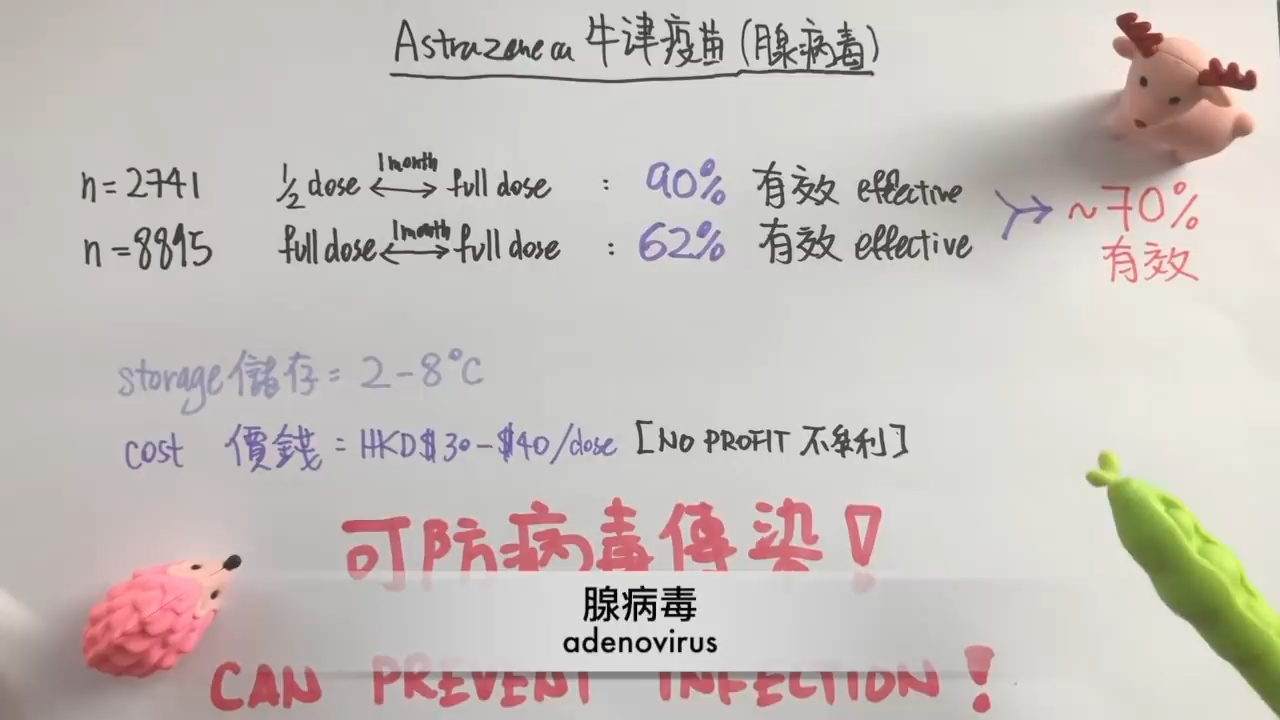 AstraZeneca 牛津疫苗 (腺病毒)
n=2741 1/2 dose ⟷ 1 month full dose : 90% 有效 effective
n=8895 full dose ⟷ 1 month full dose : 62% 有效 effective
~70%
有效
storage 儲存 = 2-8°C
cost 價錢 = HKD$30-$40/dose [NO PROFIT 不牟利]
可防病毒傳染!
腺病毒
adenovirus
CAN PREVENT INFECTION!